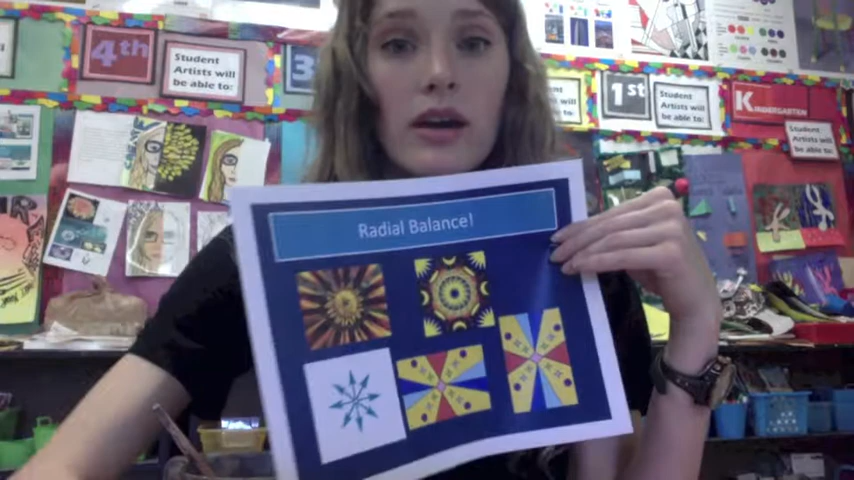 4th
Student
Artists will
be able to:
3
1st
Student
Artists will
be able to:
KINDERGARTEN
Student
Artists will
be able to:
Radial Balance!